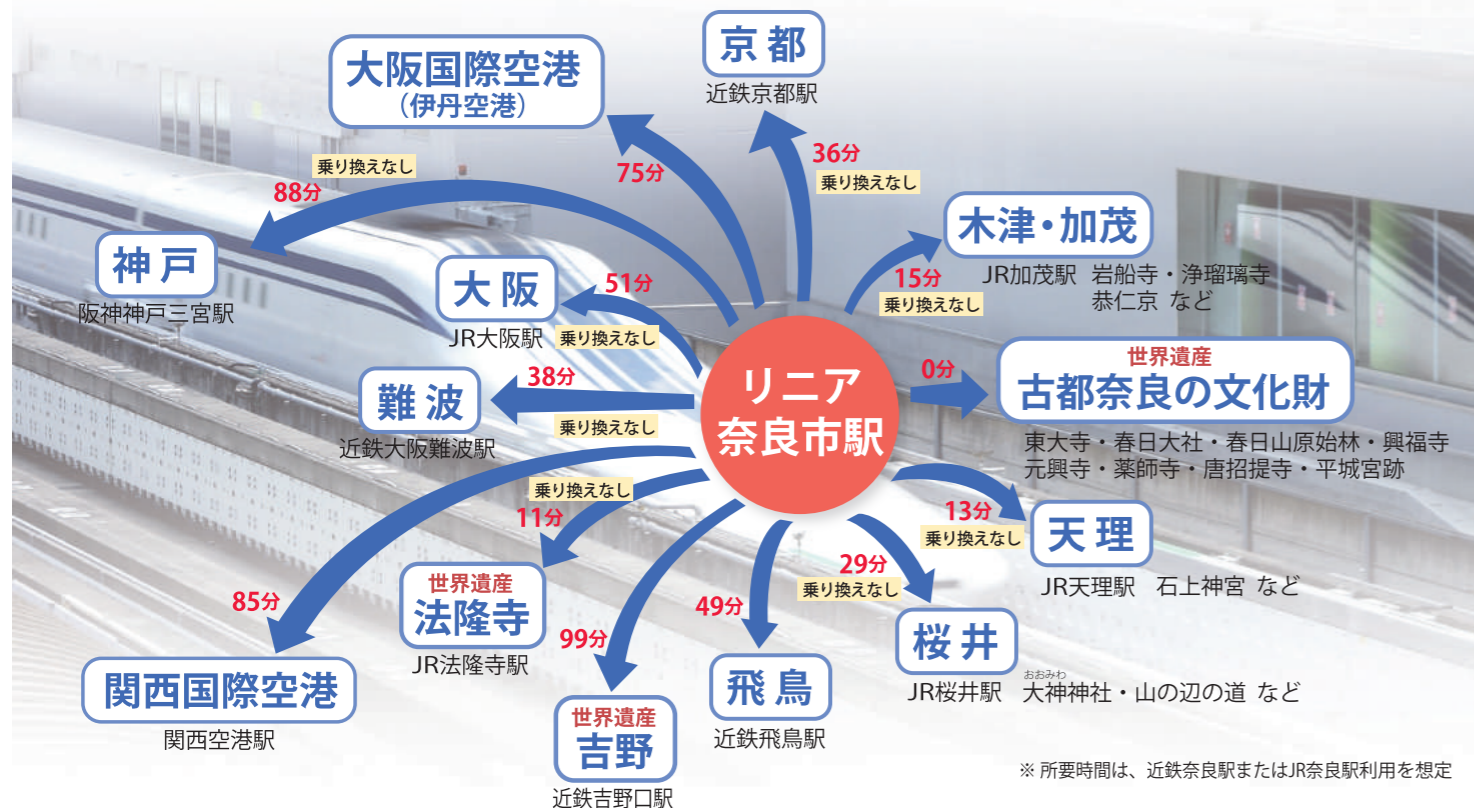 京都
近鉄京都駅
36分
乗り換えなし
大阪国際空港
(伊丹空港)
75分
乗り換えなし
88分
神戸
阪神神戸三宮駅
大阪
JR大阪駅
51分
乗り換えなし
難波
近鉄大阪難波駅
38分
乗り換えなし
木津・加茂
JR加茂駅 岩船寺・浄瑠璃寺
恭仁京 など
15分
乗り換えなし
リニア
奈良市駅
0分
世界遺産
古都奈良の文化財
東大寺・春日大社・春日山原始林・興福寺
元興寺・薬師寺・唐招提寺・平城宮跡
13分
乗り換えなし
天理
JR天理駅 石上神宮 など
29分
乗り換えなし
桜井
おおみわ
JR桜井駅 大神神社・山の辺の道 など
49分
飛鳥
近鉄飛鳥駅
99分
世界遺産
吉野
近鉄吉野口駅
乗り換えなし
11分
世界遺産
法隆寺
JR法隆寺駅
85分
関西国際空港
関西空港駅
※ 所要時間は、近鉄奈良駅またはJR奈良駅利用を想定